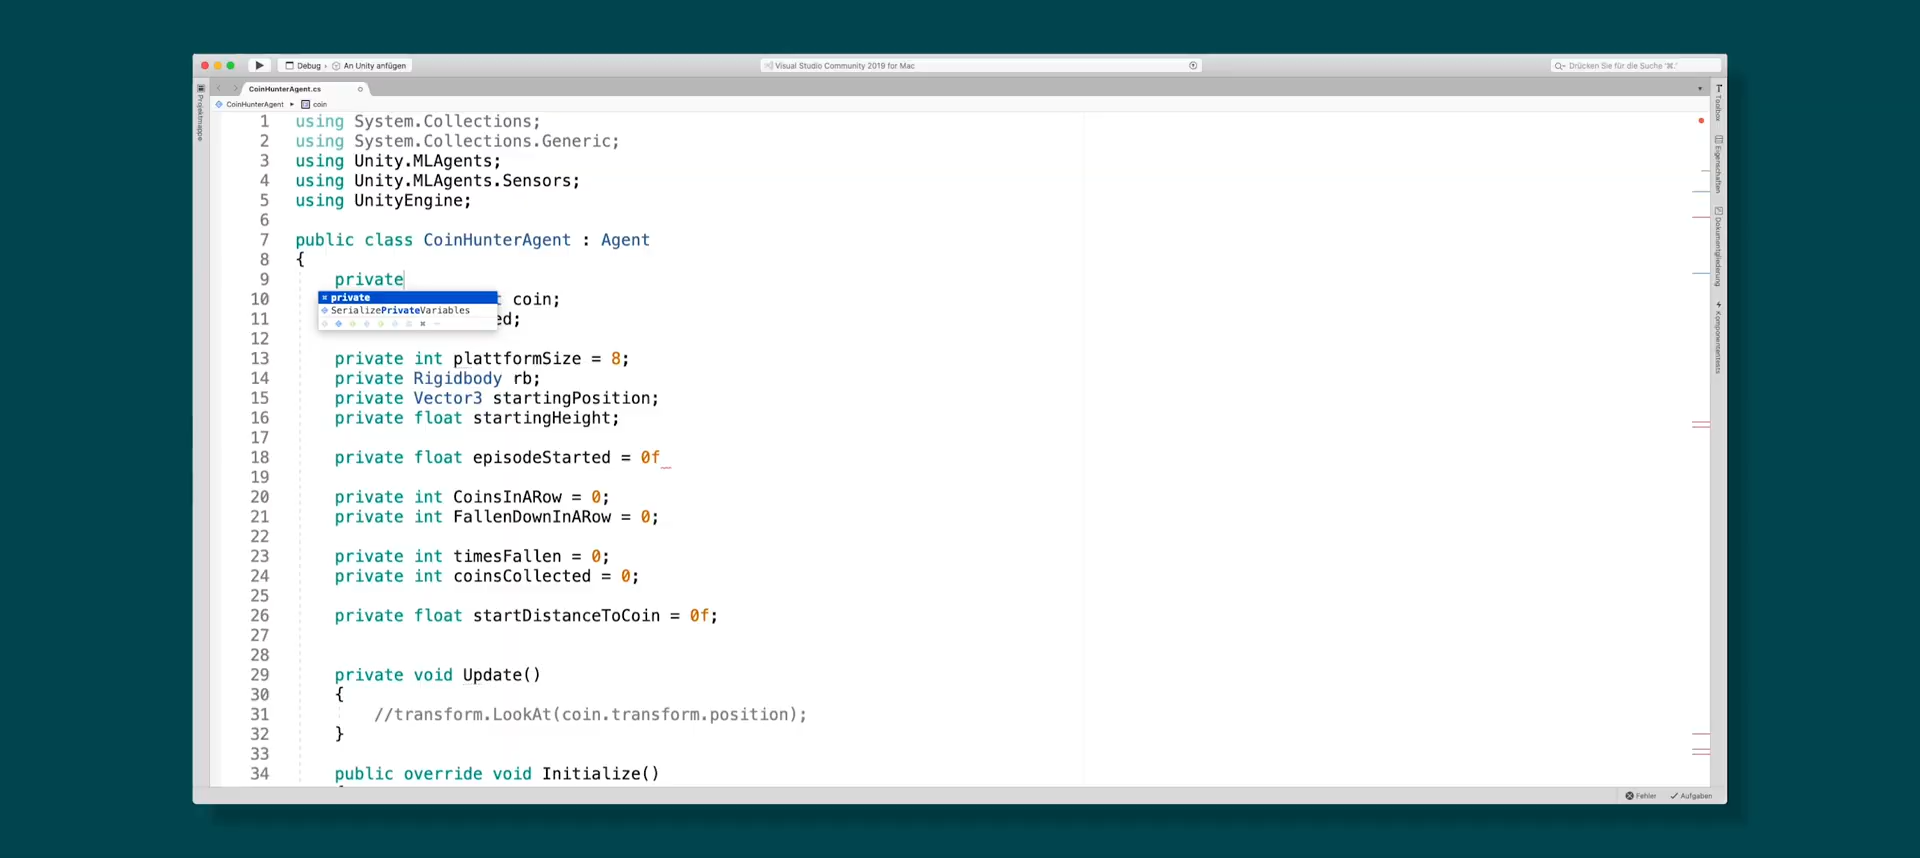 Debug › An Unity anfügen
Visual Studio Community 2019 for Mac
Drücken Sie für die Suche '⌘.'
CoinHunterAgent.cs
CoinHunterAgent ▸ coin
Projektmappe
1 using System.Collections;
2 using System.Collections.Generic;
3 using Unity.MLAgents;
4 using Unity.MLAgents.Sensors;
5 using UnityEngine;
6
7 public class CoinHunterAgent : Agent
8 {
9 private
private
SerializePrivateVariables
10 coin;
11 ed;
12
13 private int plattformSize = 8;
14 private Rigidbody rb;
15 private Vector3 startingPosition;
16 private float startingHeight;
17
18 private float episodeStarted = 0f
19
20 private int CoinsInARow = 0;
21 private int FallenDownInARow = 0;
22
23 private int timesFallen = 0;
24 private int coinsCollected = 0;
25
26 private float startDistanceToCoin = 0f;
27
28
29 private void Update()
30 {
31 //transform.LookAt(coin.transform.position);
32 }
33
34 public override void Initialize()
Toolbox
Eigenschaften
Dokumentgliederung
Komponententests
Fehler
Aufgaben